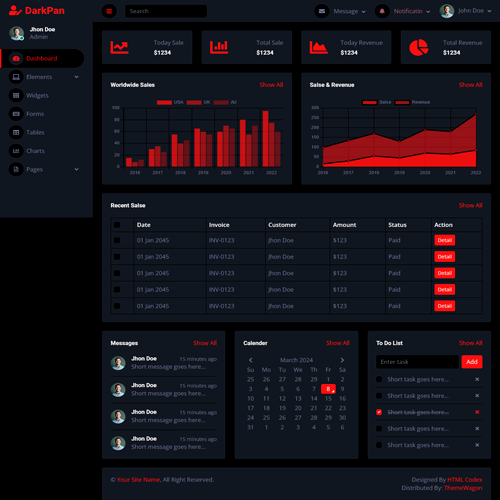 DarkPan
Search
Message
Notificatin
John Doe
Jhon Doe
Admin
Dashboard
Elements
Widgets
Forms
Tables
Charts
Pages
Today Sale
$1234
Total Sale
$1234
Today Revenue
$1234
Total Revenue
$1234
Worldwide Sales
Show All
USA UK AU
100
80
60
40
20
0
2016 2017 2018 2019 2020 2021 2022
Salse & Revenue
Show All
Salse Revenue
300
250
200
150
100
50
0
2016 2017 2018 2019 2020 2021 2022
Recent Salse
Show All
Date Invoice Customer Amount Status Action
01 Jan 2045 INV-0123 Jhon Doe $123 Paid Detail
01 Jan 2045 INV-0123 Jhon Doe $123 Paid Detail
01 Jan 2045 INV-0123 Jhon Doe $123 Paid Detail
01 Jan 2045 INV-0123 Jhon Doe $123 Paid Detail
01 Jan 2045 INV-0123 Jhon Doe $123 Paid Detail
Messages
Show All
Jhon Doe 15 minutes ago
Short message goes here...
Jhon Doe 15 minutes ago
Short message goes here...
Jhon Doe 15 minutes ago
Short message goes here...
Jhon Doe 15 minutes ago
Short message goes here...
Calender
Show All
March 2024
Su Mo Tu We Th Fr Sa
25 26 27 28 29 1 2
3 4 5 6 7 8 9
10 11 12 13 14 15 16
17 18 19 20 21 22 23
24 25 26 27 28 29 30
31 1 2 3 4 5 6
To Do List
Show All
Enter task
Add
Short task goes here...
Short task goes here...
Short task goes here...
Short task goes here...
Short task goes here...
© Your Site Name, All Right Reserved.
Designed By HTML Codex
Distributed By: ThemeWagon